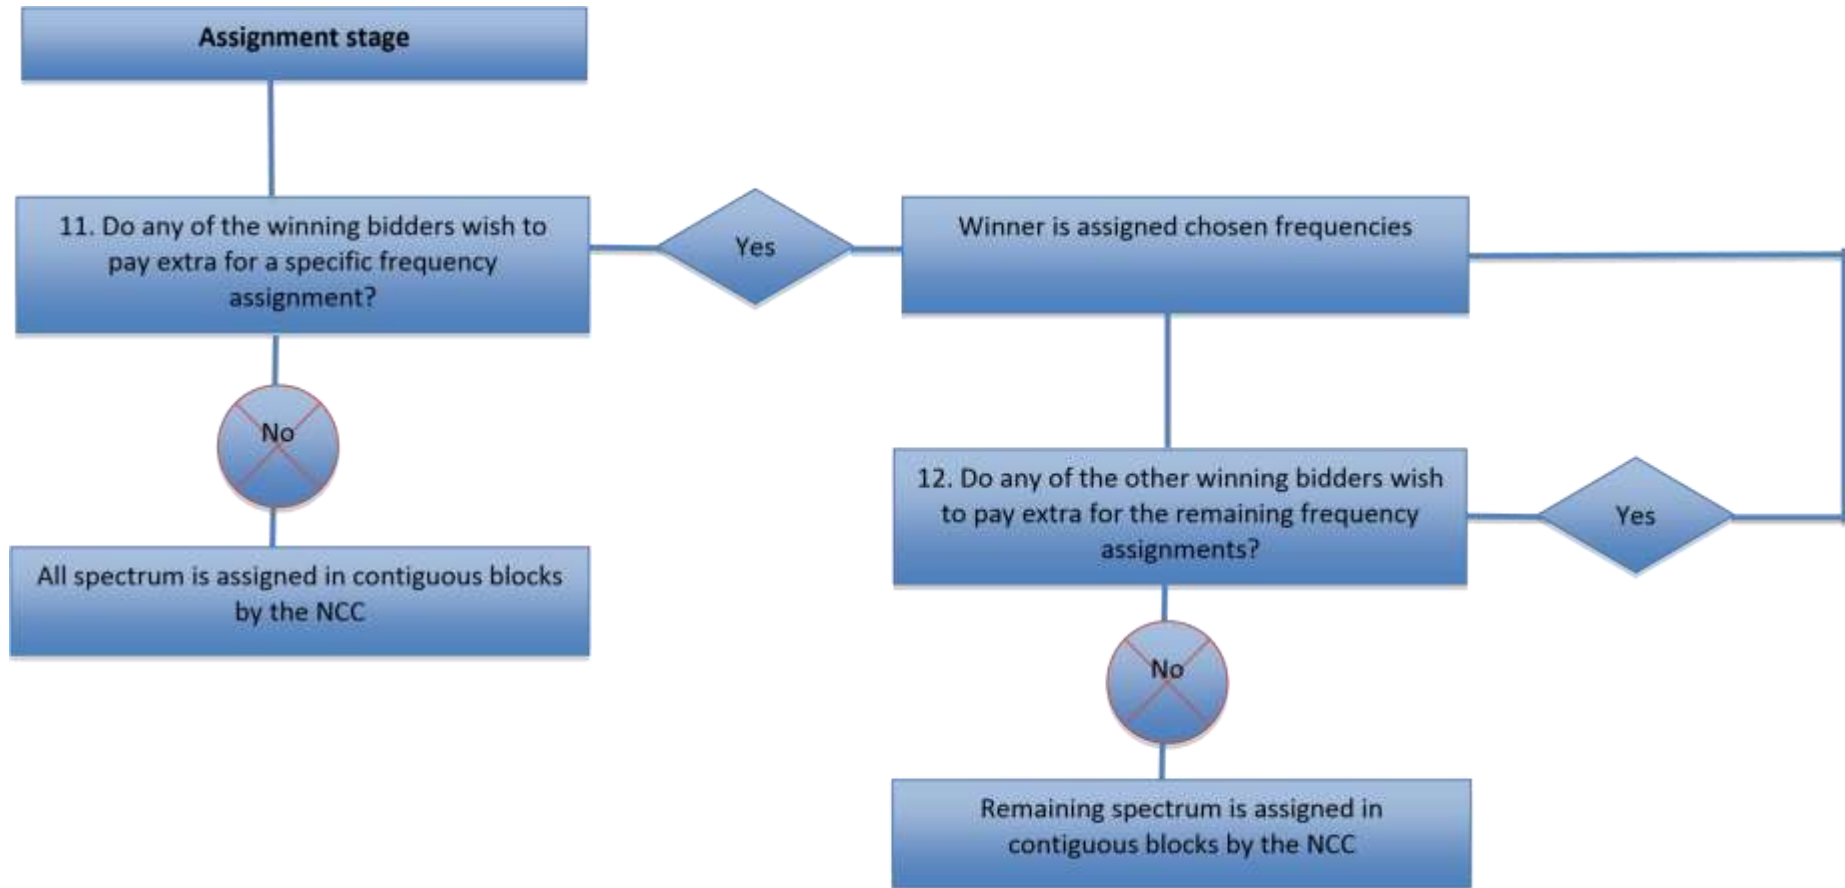 Assignment stage
11. Do any of the winning bidders wish to
pay extra for a specific frequency
assignment?
Yes
Winner is assigned chosen frequencies
No
All spectrum is assigned in contiguous blocks
by the NCC
12. Do any of the other winning bidders wish
to pay extra for the remaining frequency
assignments?
Yes
No
Remaining spectrum is assigned in
contiguous blocks by the NCC